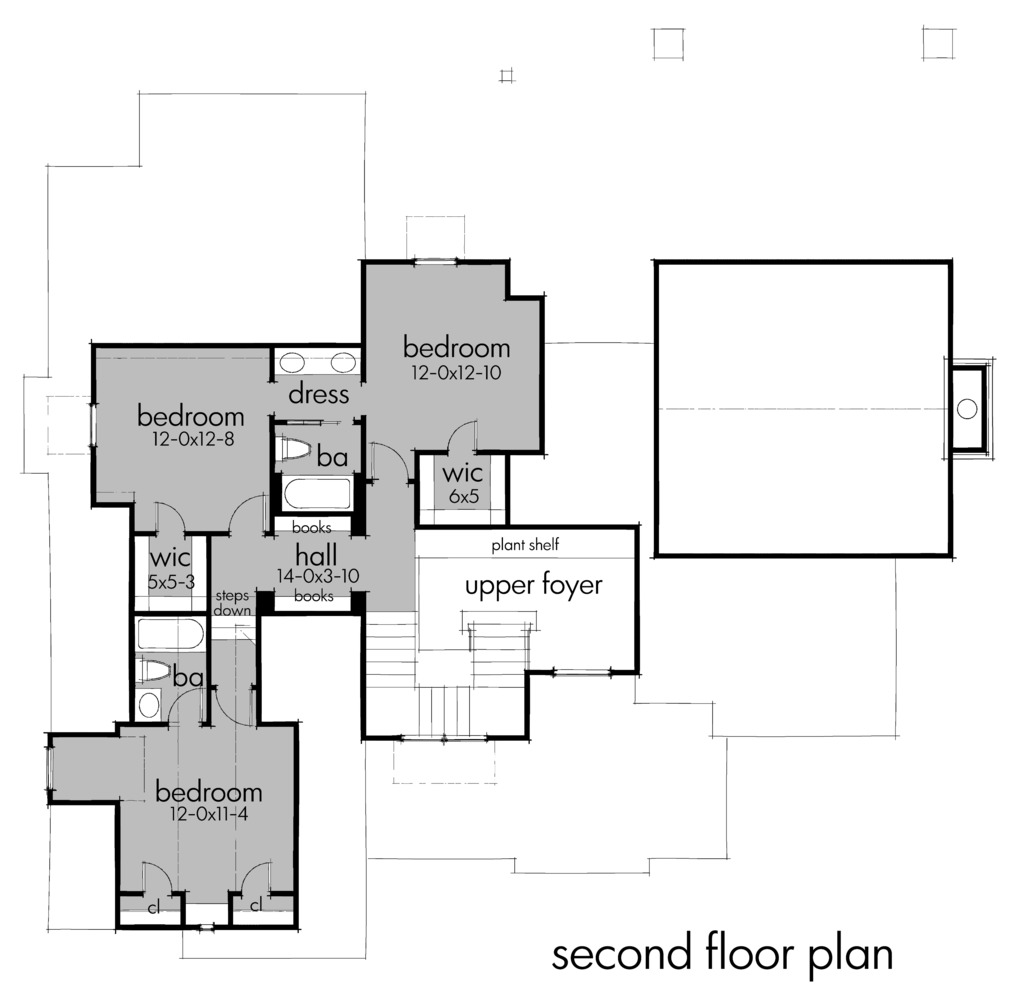 bedroom
12-0x12-10
dress
bedroom
12-0x12-8
ba
wic
6x5
books
plant shelf
wic
5x5-3
hall
14-0x3-10
books
upper foyer
steps
down
ba
bedroom
12-0x11-4
cl
cl
second floor plan